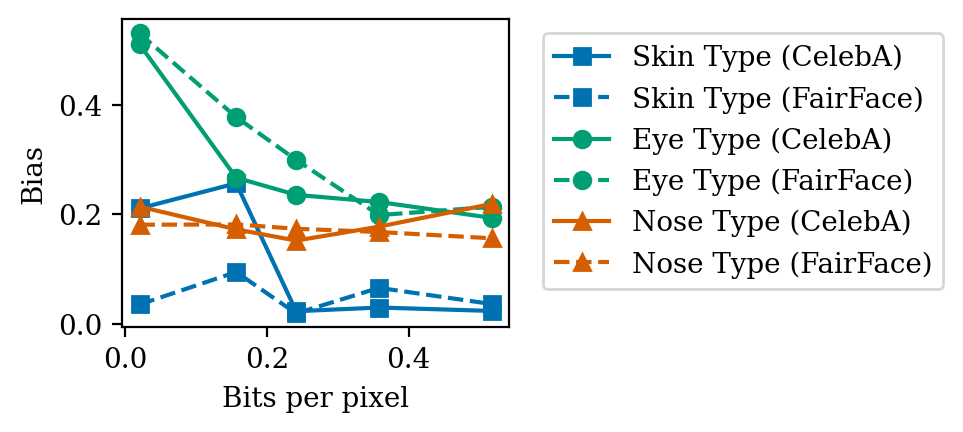 0.4
0.2
0.0
Bias
0.0 0.2 0.4
Bits per pixel
Skin Type (CelebA)
Skin Type (FairFace)
Eye Type (CelebA)
Eye Type (FairFace)
Nose Type (CelebA)
Nose Type (FairFace)